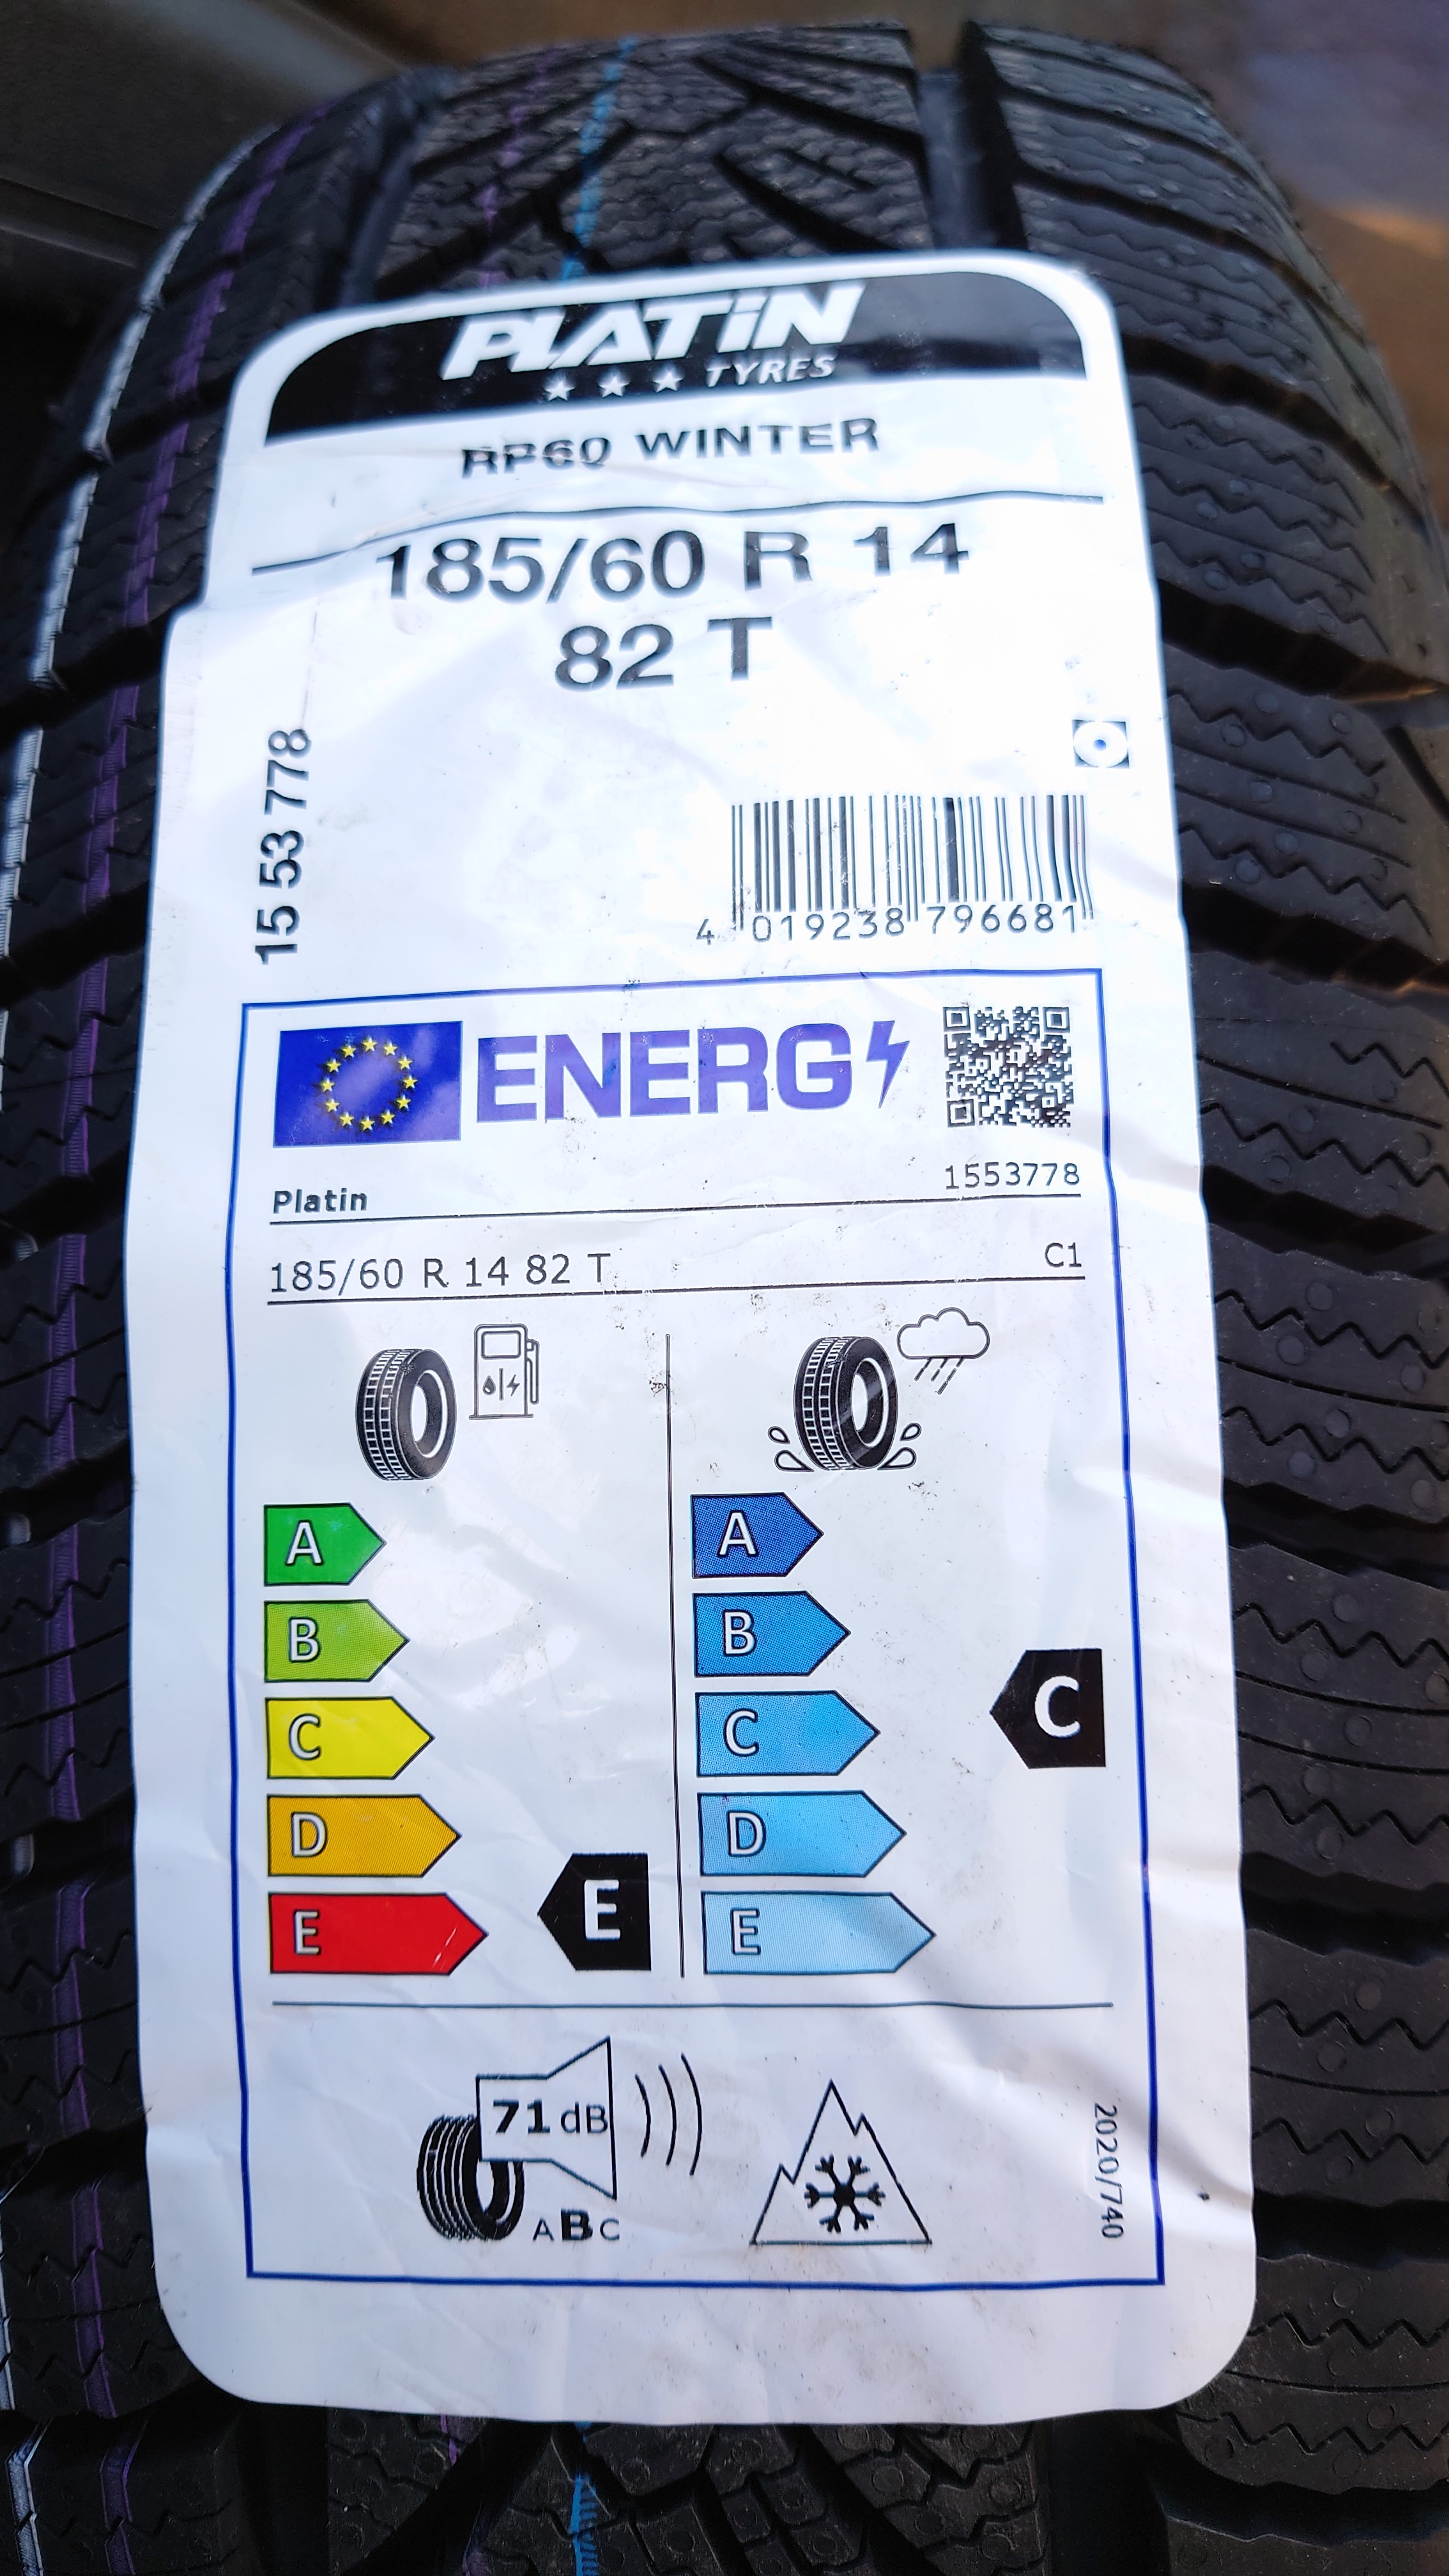 PLATiN
TYRES
RP60 WINTER
185/60 R 14
82 T
15 53 778
4 019238 796681
ENERG
Platin
1553778
185/60 R 14 82 T
C1
A
B
C
D
E
E
A
B
C
D
E
C
71 dB
ABC
2020/740